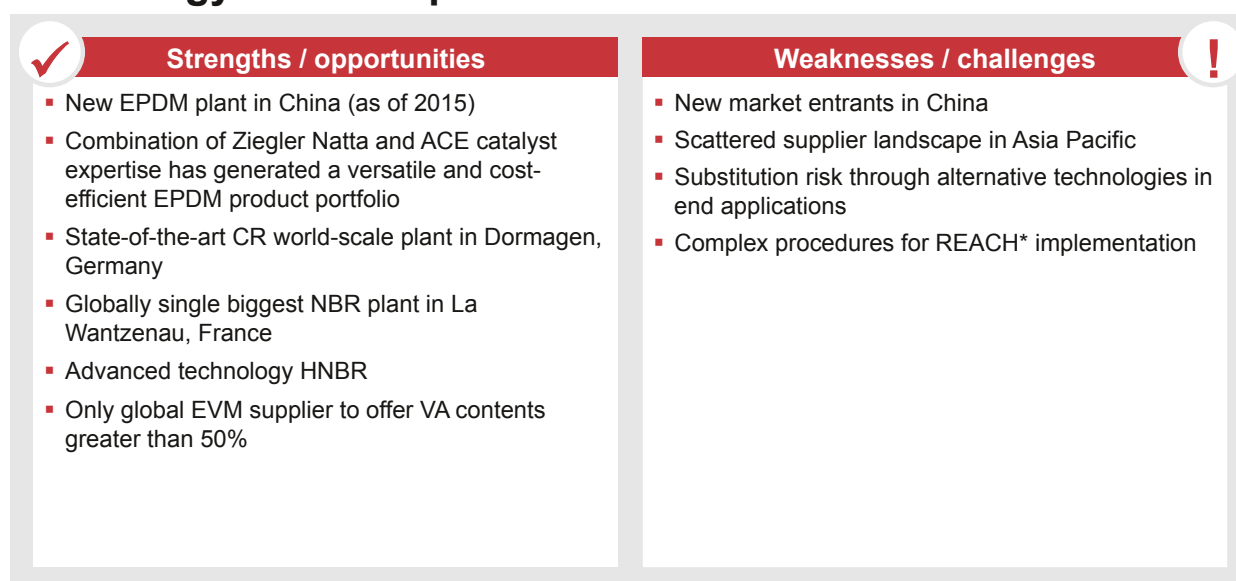 Strengths / opportunities
▪ New EPDM plant in China (as of 2015)
▪ Combination of Ziegler Natta and ACE catalyst
expertise has generated a versatile and cost-
efficient EPDM product portfolio
▪ State-of-the-art CR world-scale plant in Dormagen,
Germany
▪ Globally single biggest NBR plant in La
Wantzenau, France
▪ Advanced technology HNBR
▪ Only global EVM supplier to offer VA contents
greater than 50%
Weaknesses / challenges
!
▪ New market entrants in China
▪ Scattered supplier landscape in Asia Pacific
▪ Substitution risk through alternative technologies in
end applications
▪ Complex procedures for REACH* implementation